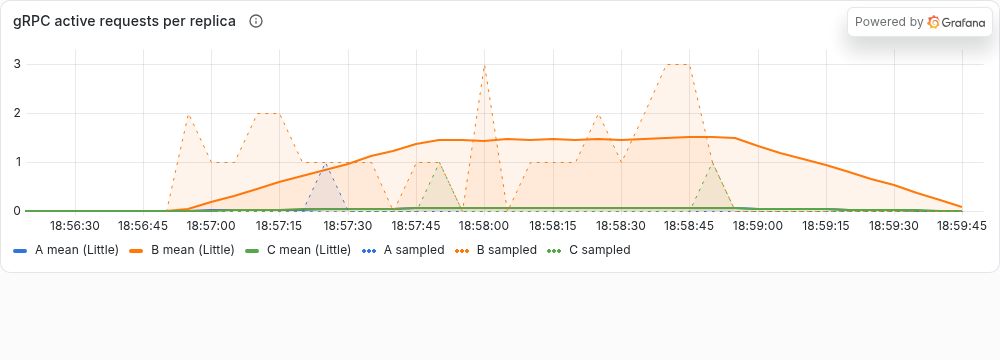 gRPC active requests per replica
Powered by Grafana
3
2
1
0
18:56:30 18:56:45 18:57:00 18:57:15 18:57:30 18:57:45 18:58:00 18:58:15 18:58:30 18:58:45 18:59:00 18:59:15 18:59:30 18:59:45
A mean (Little) B mean (Little) C mean (Little) A sampled B sampled C sampled